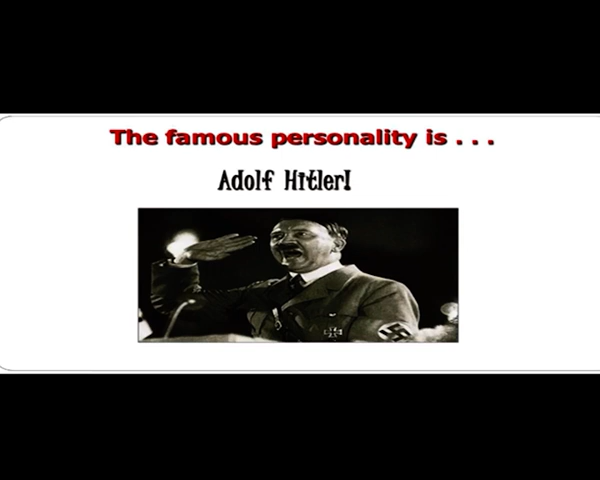 The famous personality is . . .
Adolf Hitler!